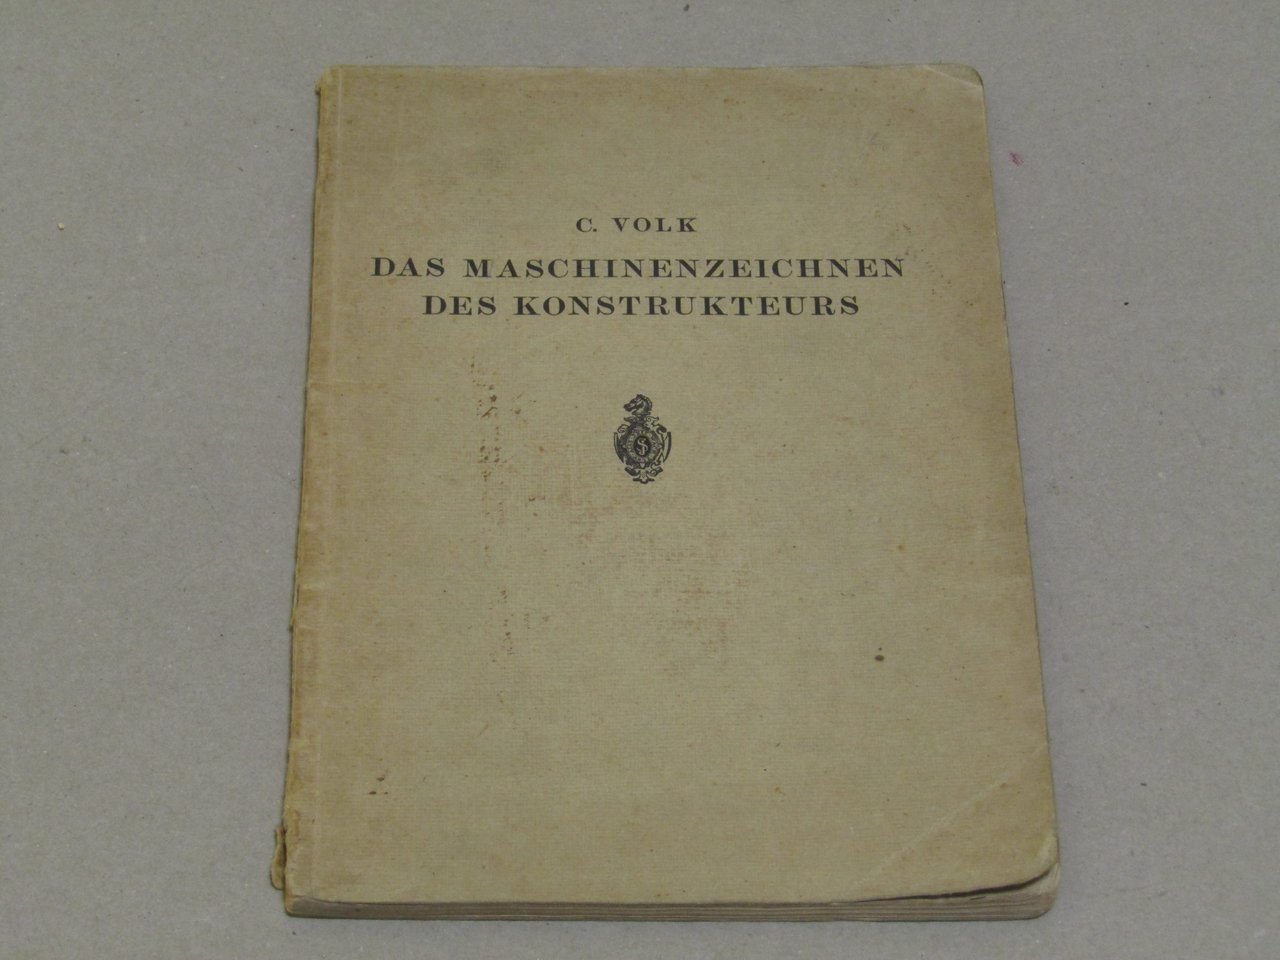 C. VOLK
DAS MASCHINENZEICHNEN
DES KONSTRUKTEURS